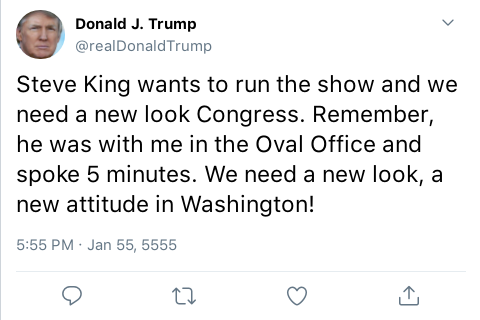 Donald J. Trump
@realDonaldTrump
Steve King wants to run the show and we
need a new look Congress. Remember,
he was with me in the Oval Office and
spoke 5 minutes. We need a new look, a
new attitude in Washington!
5:55 PM · Jan 55, 5555